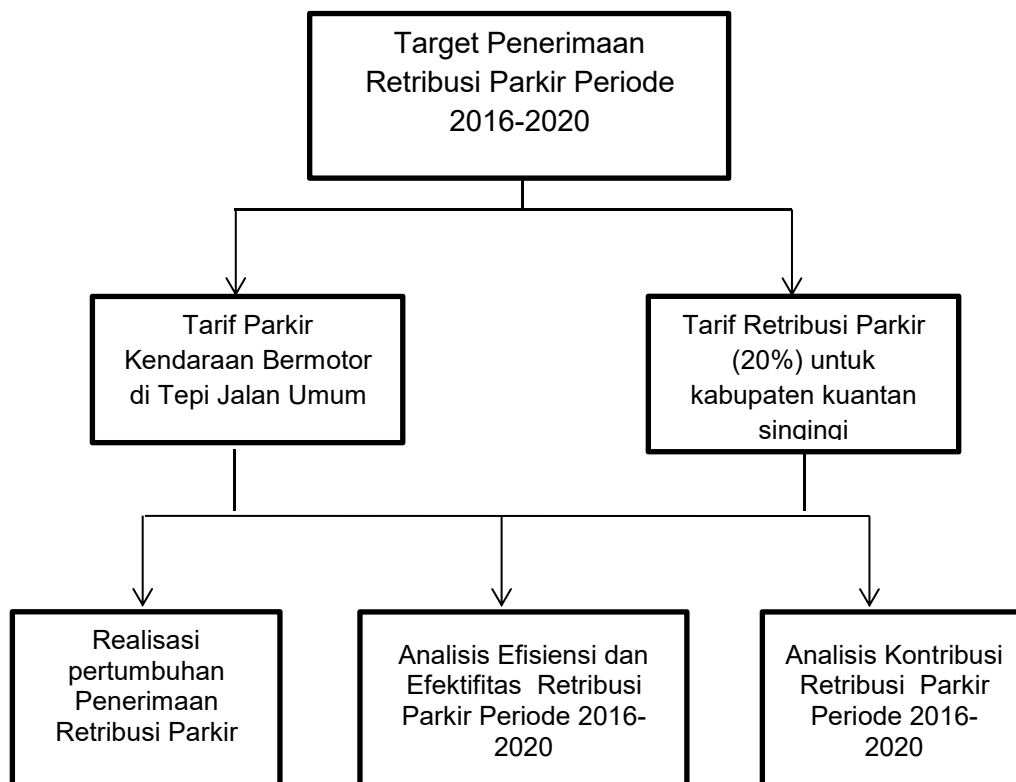 Target Penerimaan
Retribusi Parkir Periode
2016-2020
Tarif Parkir
Kendaraan Bermotor
di Tepi Jalan Umum
Tarif Retribusi Parkir
(20%) untuk
kabupaten kuantan
singingi
Realisasi
pertumbuhan
Penerimaan
Retribusi Parkir
Analisis Efisiensi dan
Efektifitas Retribusi
Parkir Periode 2016-
2020
Analisis Kontribusi
Retribusi Parkir
Periode 2016-
2020